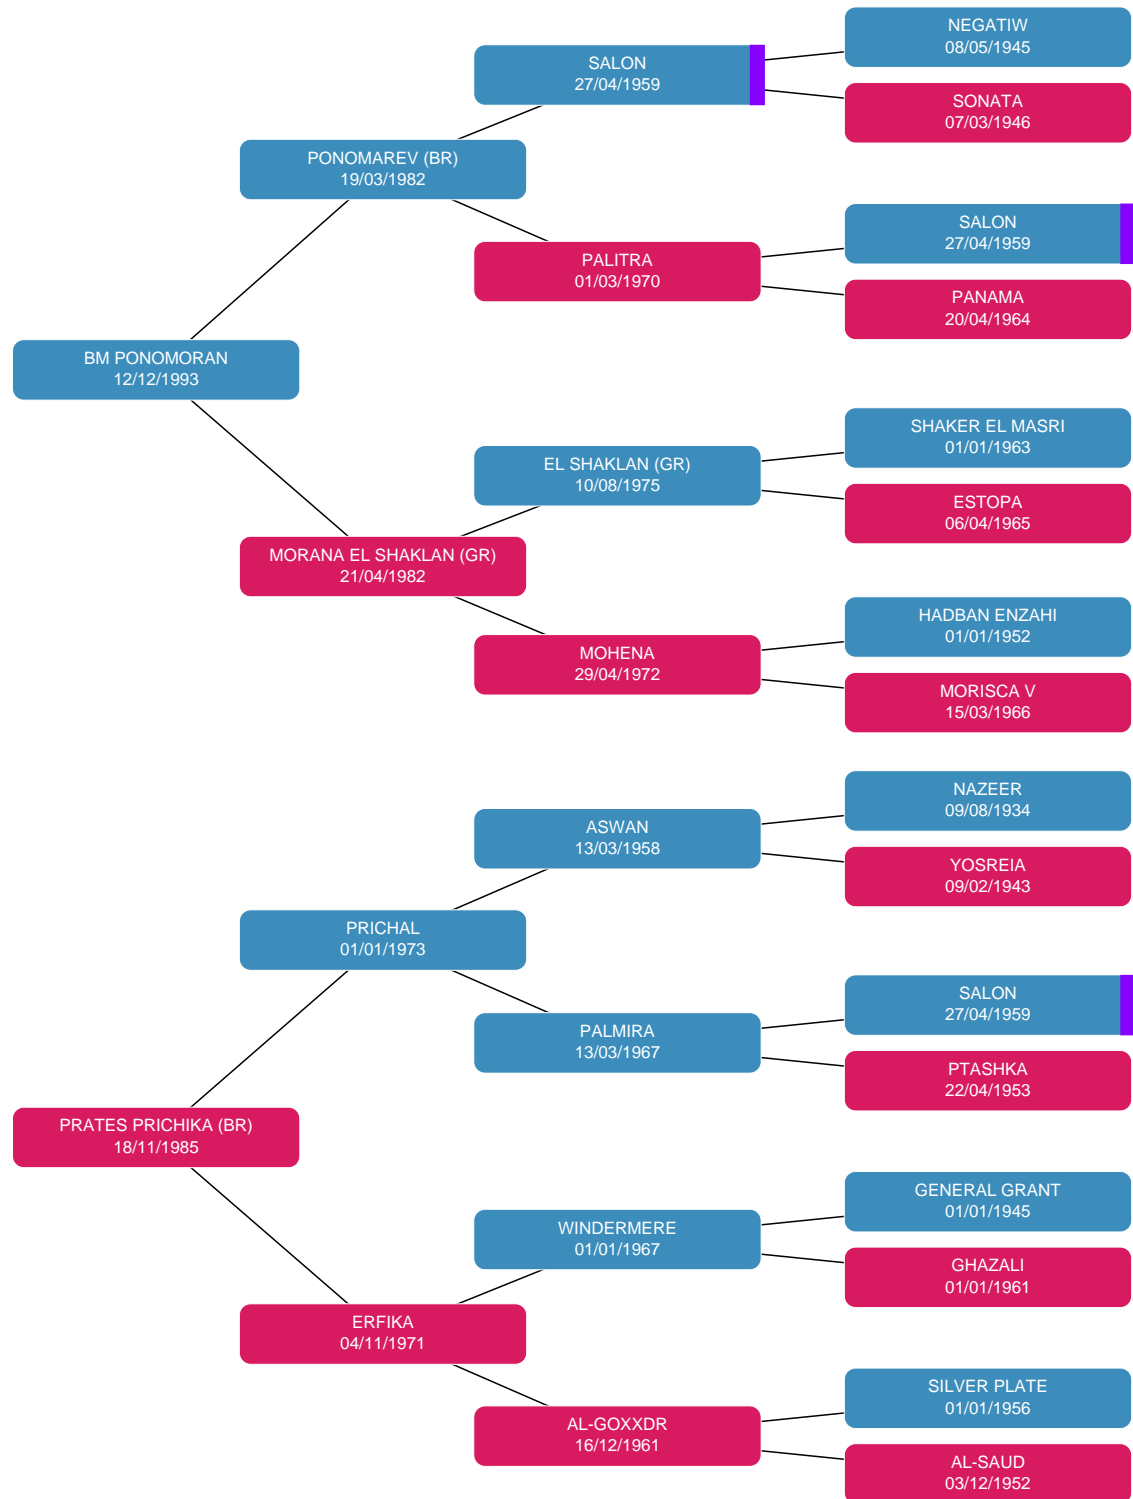 NEGATIW
08/05/1945
SALON
27/04/1959
SONATA
07/03/1946
PONOMAREV (BR)
19/03/1982
SALON
27/04/1959
PALITRA
01/03/1970
PANAMA
20/04/1964
BM PONOMORAN
12/12/1993
SHAKER EL MASRI
01/01/1963
EL SHAKLAN (GR)
10/08/1975
ESTOPA
06/04/1965
MORANA EL SHAKLAN (GR)
21/04/1982
HADBAN ENZAHI
01/01/1952
MOHENA
29/04/1972
MORISCA V
15/03/1966
NAZEER
09/08/1934
ASWAN
13/03/1958
YOSREIA
09/02/1943
PRICHAL
01/01/1973
SALON
27/04/1959
PALMIRA
13/03/1967
PTASHKA
22/04/1953
PRATES PRICHIKA (BR)
18/11/1985
GENERAL GRANT
01/01/1945
WINDERMERE
01/01/1967
GHAZALI
01/01/1961
ERFIKA
04/11/1971
SILVER PLATE
01/01/1956
AL-GOXXDR
16/12/1961
AL-SAUD
03/12/1952